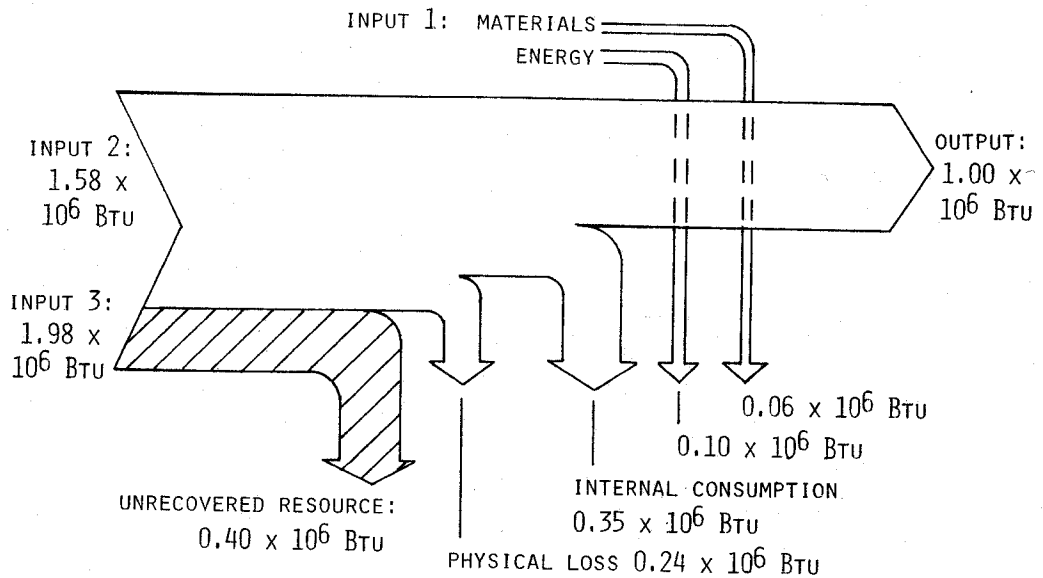 INPUT 1: MATERIALS
ENERGY
INPUT 2:
1.58 x
10⁶ BTU
OUTPUT:
1.00 x
10⁶ BTU
INPUT 3:
1.98 x
10⁶ BTU
0.06 x 10⁶ BTU
0.10 x 10⁶ BTU
UNRECOVERED RESOURCE:
0.40 x 10⁶ BTU
INTERNAL CONSUMPTION
0.35 x 10⁶ BTU
PHYSICAL LOSS 0.24 x 10⁶ BTU